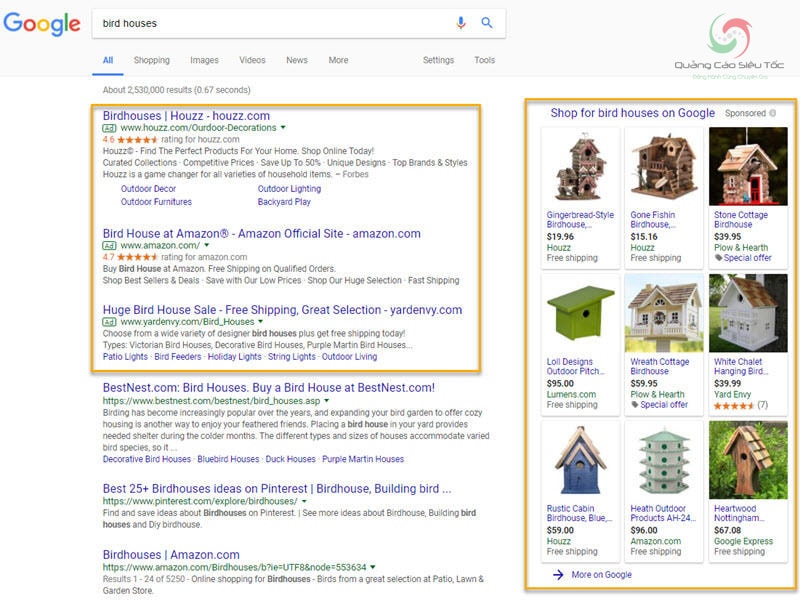 Google
bird houses
All Shopping Images Videos News More Settings Tools
Quảng Cáo Siêu Tốc
Đồng Hành Cùng Chuyên Gia
About 2,530,000 results (0.67 seconds)
Birdhouses | Houzz - houzz.com
Ad www.houzz.com/Ourdoor-Decorations
4.6 rating for houzz.com
Houzz© - Find The Perfect Products For Your Home. Shop Online Today!
Curated Collections · Competitive Prices · Save Up To 50% · Unique Designs · Top Brands & Styles
Houzz is a game changer for all varieties of household items. – Forbes
Outdoor Decor Outdoor Lighting
Outdoor Furnitures Backyard Play
Bird House at Amazon® - Amazon Official Site - amazon.com
Ad www.amazon.com/
4.7 rating for amazon.com
Buy Bird House at Amazon. Free Shipping on Qualified Orders.
Shop Best Sellers & Deals · Save with Our Low Prices · Shop Our Huge Selection · Fast Shipping
Huge Bird House Sale - Free Shipping, Great Selection - yardenvy.com
Ad www.yardenvy.com/Bird_Houses
Choose from a wide variety of designer bird houses plus get free shipping today!
Types: Victorian Bird Houses, Decorative Bird Houses, Purple Martin Bird Houses...
Patio Lights · Bird Feeders · Holiday Lights · String Lights · Outdoor Living
BestNest.com: Bird Houses. Buy a Bird House at BestNest.com!
https://www.bestnest.com/bestnest/bird_houses.asp
Birding has become increasingly popular over the years, and expanding your bird garden to offer cozy
housing is another way to enjoy your feathered friends. Placing a bird house in your yard provides
needed shelter during the colder months. The different types and sizes of houses accommodate varied
bird species, so it ...
Decorative Bird Houses · Bluebird Houses · Duck Houses · Purple Martin Houses
Best 25+ Birdhouses ideas on Pinterest | Birdhouse, Building bird ...
https://www.pinterest.com/explore/birdhouses/
Find and save ideas about Birdhouses on Pinterest. | See more ideas about Birdhouse, Building bird
houses and Diy birdhouse.
Birdhouses | Amazon.com
https://www.amazon.com/Birdhouses/b?ie=UTF8&node=553634
Results 1 - 24 of 5250 - Online shopping for Birdhouses - Birds from a great selection at Patio, Lawn &
Garden Store.
Shop for bird houses on Google Sponsored
Gingerbread-Style
Birdhouse,...
$19.96
Houzz
Free shipping
Gone Fishin
Birdhouse,...
$15.16
Houzz
Free shipping
Stone Cottage
Birdhouse
$39.95
Plow & Hearth
Special offer
Loll Designs
Outdoor Pitch...
$95.00
Lumens.com
Free shipping
Wreath Cottage
Birdhouse
$59.95
Plow & Hearth
Special offer
White Chalet
Hanging Bird...
$39.99
Yard Envy
(7)
Rustic Cabin
Birdhouse, Blue,...
$59.00
Houzz
Free shipping
Heath Outdoor
Products AH-24...
$96.00
Amazon.com
Free shipping
Heartwood
Nottingham...
$67.08
Google Express
Free shipping
More on Google